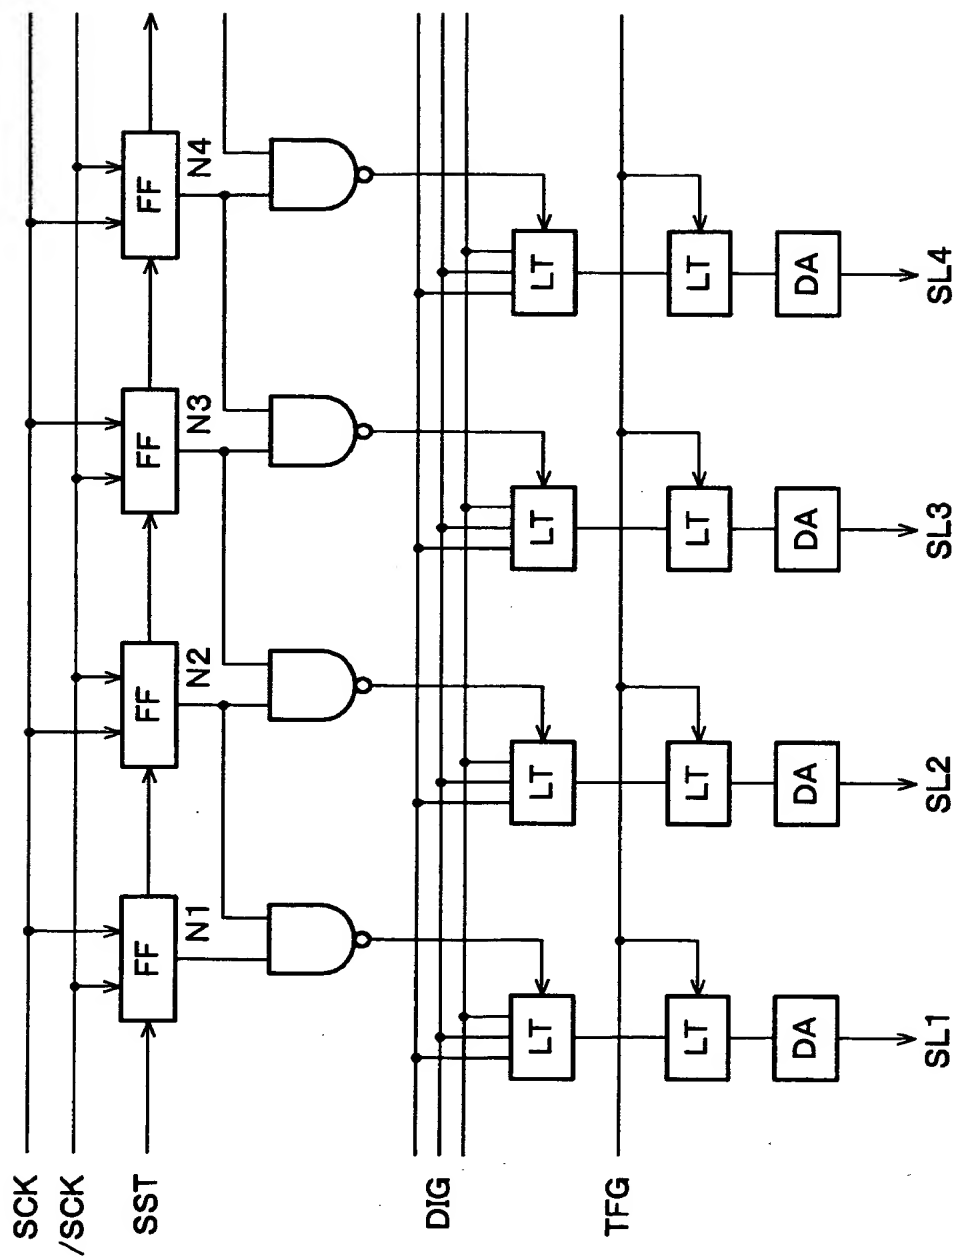 SCK
/SCK
SST
FF FF FF FF
N1 N2 N3 N4
DIG
LT LT LT LT
TFG
LT LT LT LT
DA DA DA DA
SL1 SL2 SL3 SL4